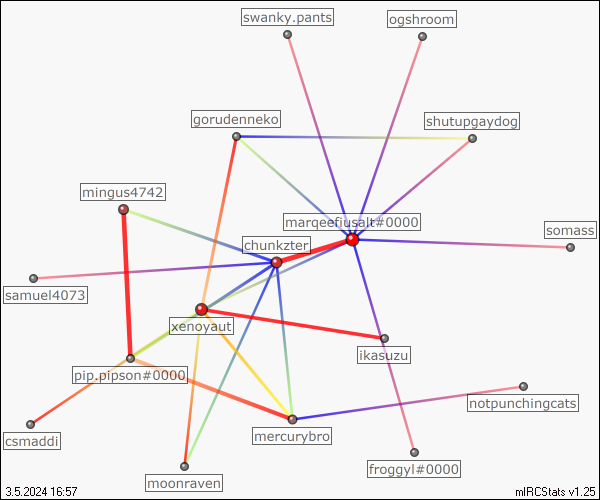 swanky.pants
ogshroom
gorudenneko
shutupgaydog
mingus4742
marqeefiusalt#0000
somass
chunkzter
samuel4073
xenoyaut
ikasuzu
pip.pipson#0000
notpunchingcats
csmaddi
mercurybro
froggyl#0000
moonraven
3.5.2024 16:57
mIRCStats v1.25